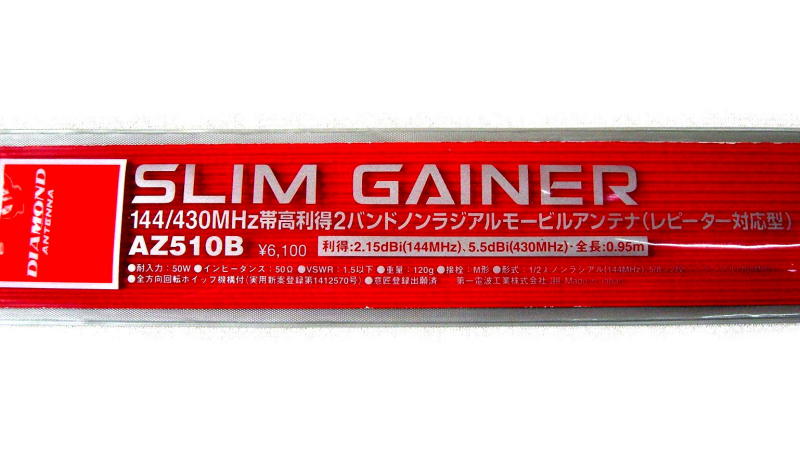 DIAMOND
ANTENNA
SLIM GAINER
144/430MHz帯高利得2バンドノンラジアルモービルアンテナ(レピーター対応型)
AZ510B ¥6,100 利得:2.15dBi(144MHz)、5.5dBi(430MHz)・全長:0.95m
●耐入力:50W ●インピータンス:50Ω ●VSWR:1.5以下 ●重量:120g ●接栓:M形 ●形式:1/2λノンラジアル(144MHz)、
●全方向回転ホイップ機構付(実用新案登録第1412570号) ●意匠登録出願済 第一電波工業株式会社 Made in Japan